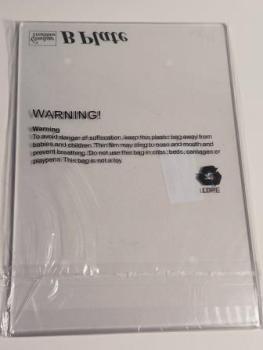 B Plate
WARNING!
Warning
To avoid danger of suffocation, keep this plastic bag away from
babies and children. Thin film may cling to nose and mouth and
prevent breathing. Do not use this bag in cribs, beds, carriages or
playpens. This bag is not a toy.
LDPE